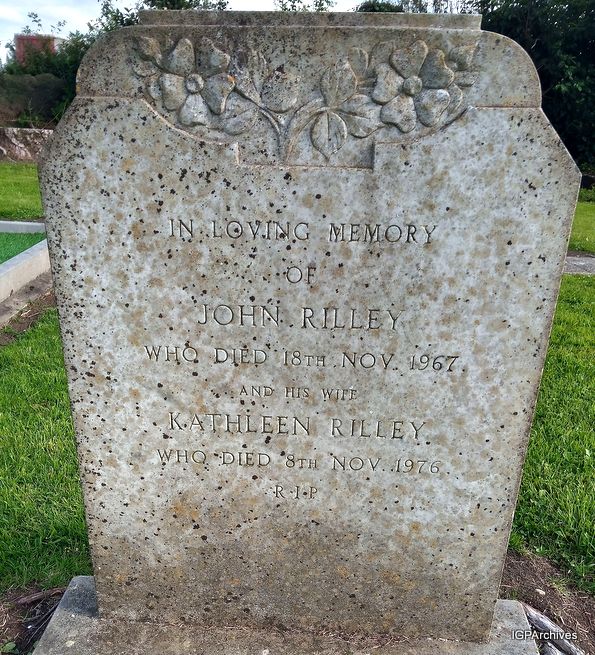 IN LOVING MEMORY
OF
JOHN RILLEY
WHO DIED 18TH NOV. 1967.
AND HIS WIFE
KATHLEEN RILLEY
WHO DIED 8TH NOV. 1976.
R.I.P
IGPArchives